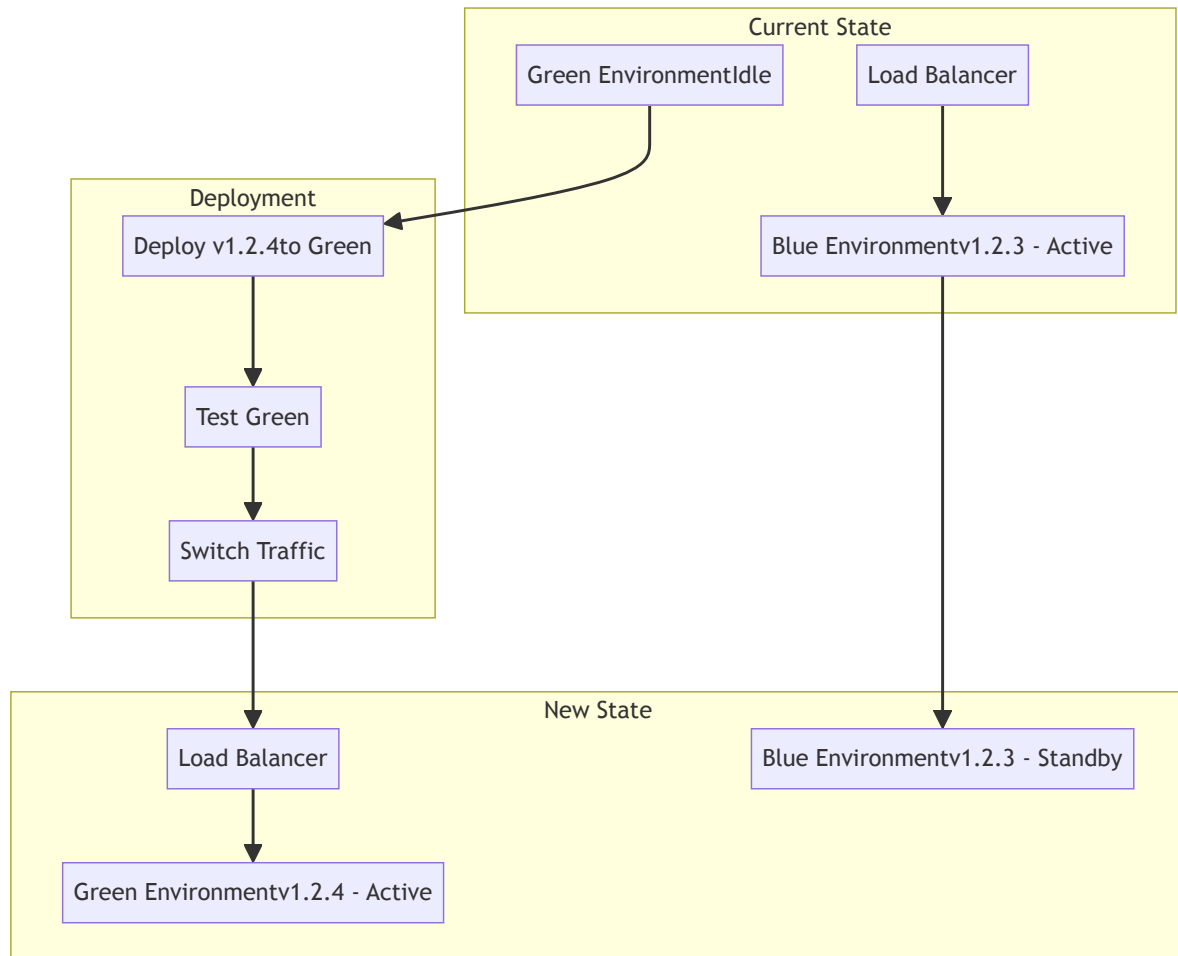 Current State
Green EnvironmentIdle
Load Balancer
Deployment
Deploy v1.2.4to Green
Blue Environmentv1.2.3 - Active
Test Green
Switch Traffic
New State
Load Balancer
Blue Environmentv1.2.3 - Standby
Green Environmentv1.2.4 - Active